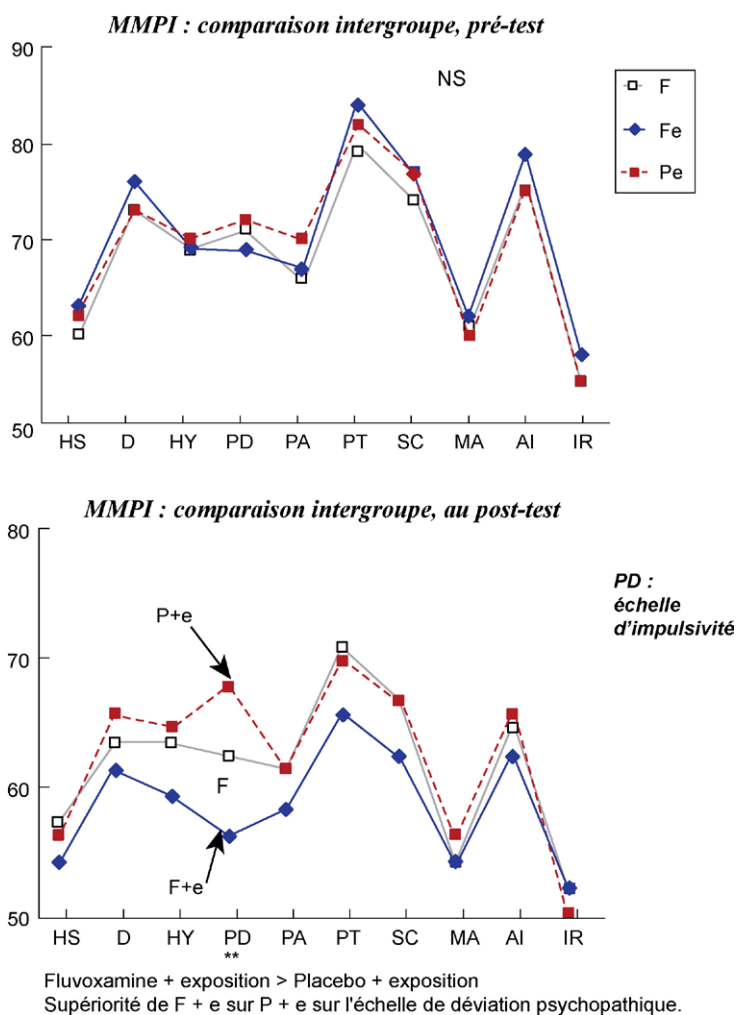 MMPI : comparaison intergroupe, pré-test
90
80
70
60
50
NS
F
Fe
Pe
HS D HY PD PA PT SC MA AI IR
MMPI : comparaison intergroupe, au post-test
80
70
60
50
P+e
F
F+e
PD :
échelle
d'impulsivité
HS D HY PD PA PT SC MA AI IR
**
Fluvoxamine + exposition > Placebo + exposition
Supériorité de F + e sur P + e sur l'échelle de déviation psychopathique.